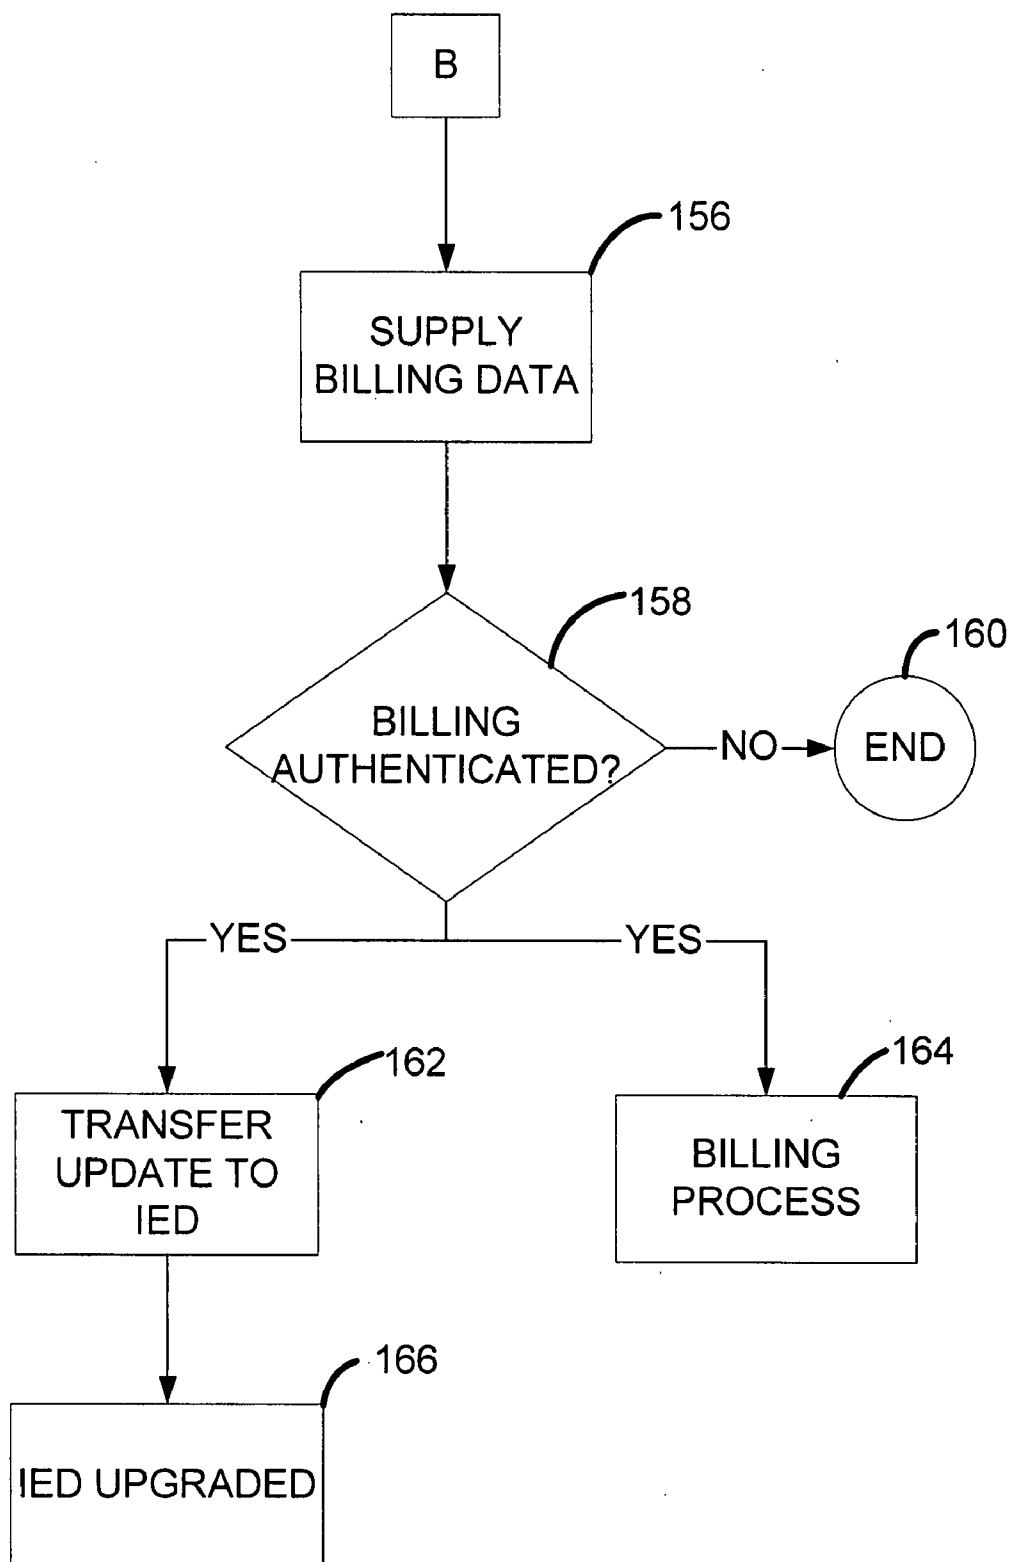 B
156
SUPPLY
BILLING DATA
158
160
BILLING
AUTHENTICATED?
NO
END
YES
YES
162
164
TRANSFER
UPDATE TO
IED
BILLING
PROCESS
166
IED UPGRADED